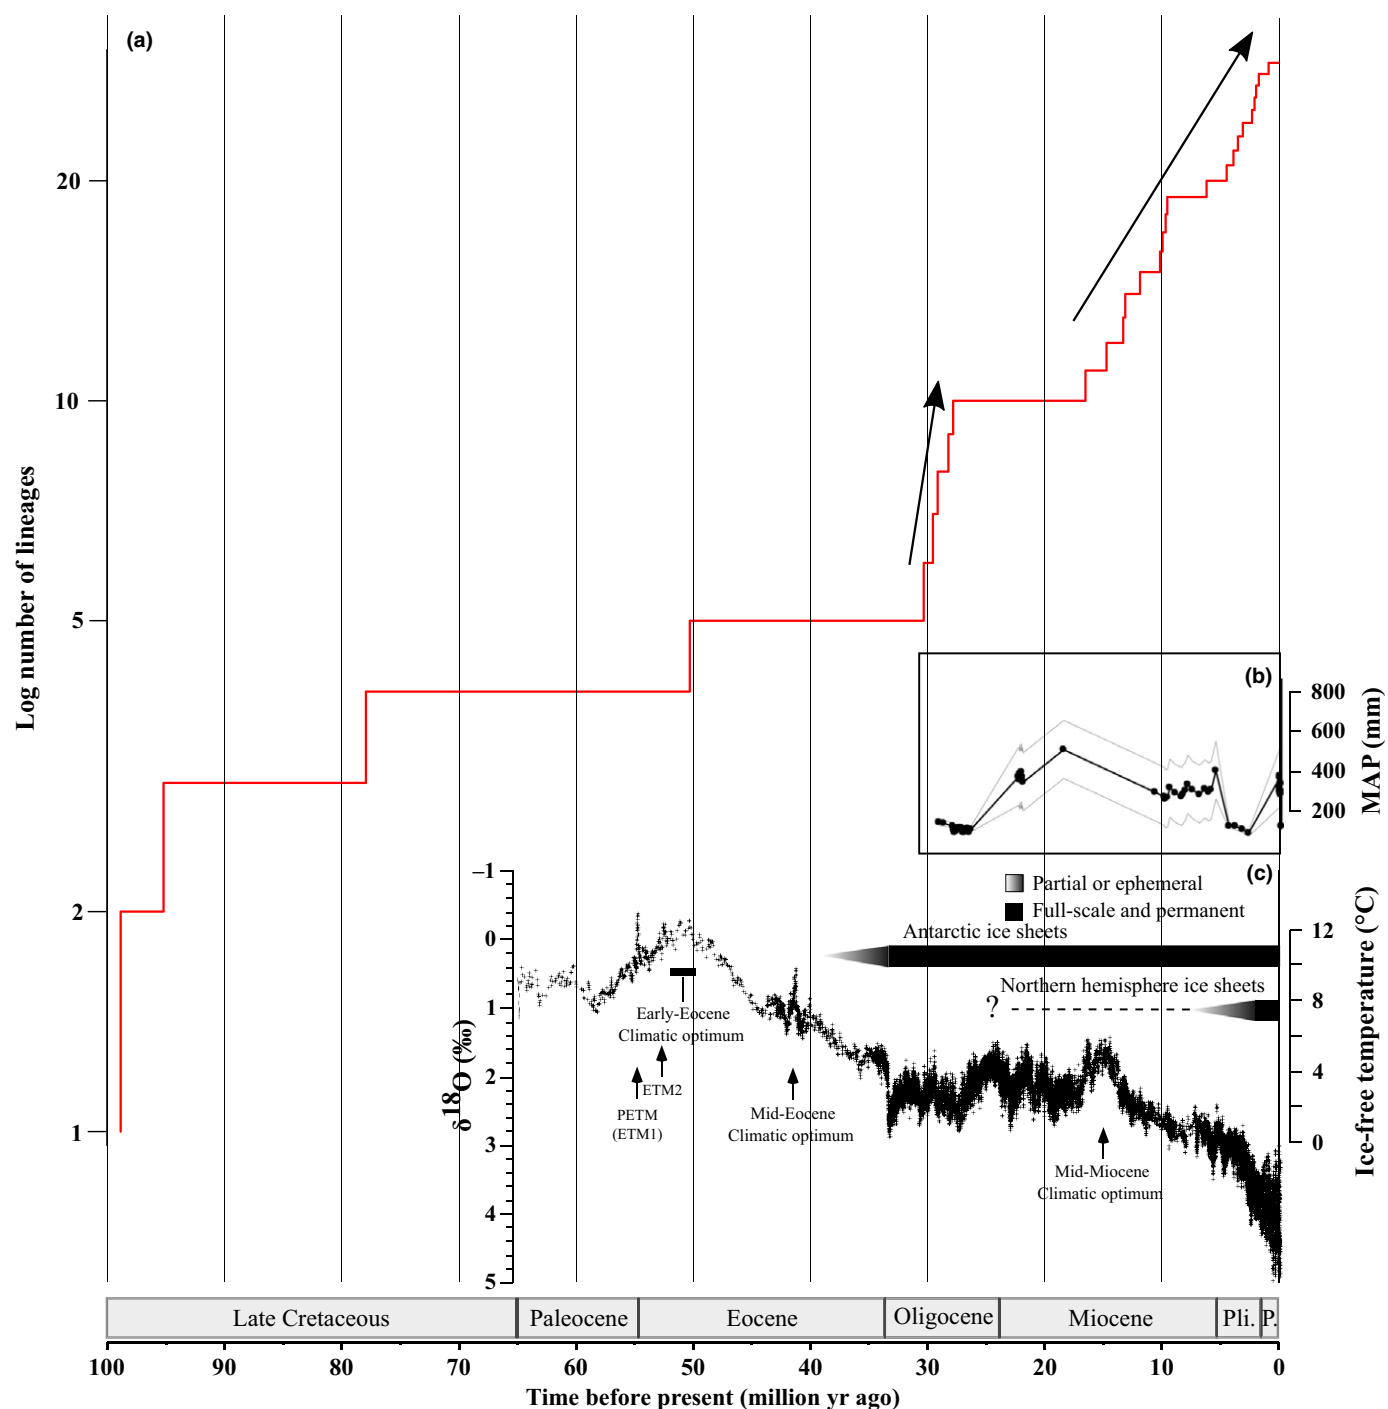 (a)
20
10
5
2
1
Log number of lineages
(b)
800
600
400
200
MAP (mm)
(c)
Partial or ephemeral
Full-scale and permanent
Antarctic ice sheets
Northern hemisphere ice sheets
?
12
8
4
0
Ice-free temperature (°C)
–1
0
1
2
3
4
5
δ 18O (‰)
Early-Eocene
Climatic optimum
ETM2
PETM
(ETM1)
Mid-Eocene
Climatic optimum
Mid-Miocene
Climatic optimum
Late Cretaceous
Paleocene
Eocene
Oligocene
Miocene
Pli.
P.
100 90 80 70 60 50 40 30 20 10 0
Time before present (million yr ago)